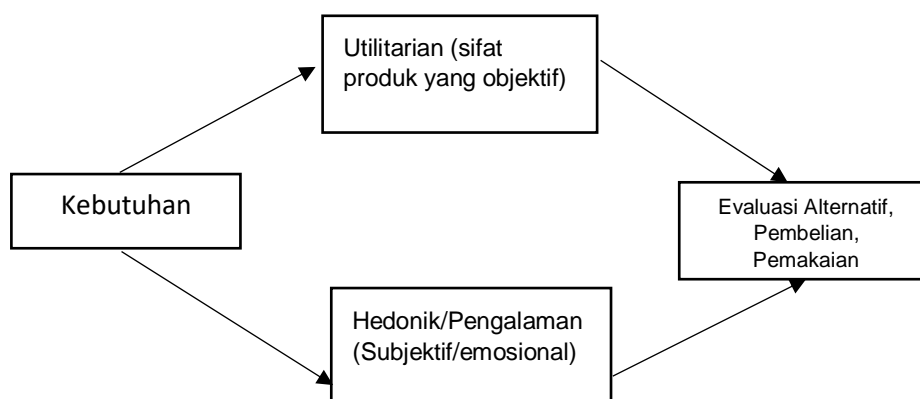 Utilitarian (sifat
produk yang objektif)
Kebutuhan
Evaluasi Alternatif,
Pembelian,
Pemakaian
Hedonik/Pengalaman
(Subjektif/emosional)